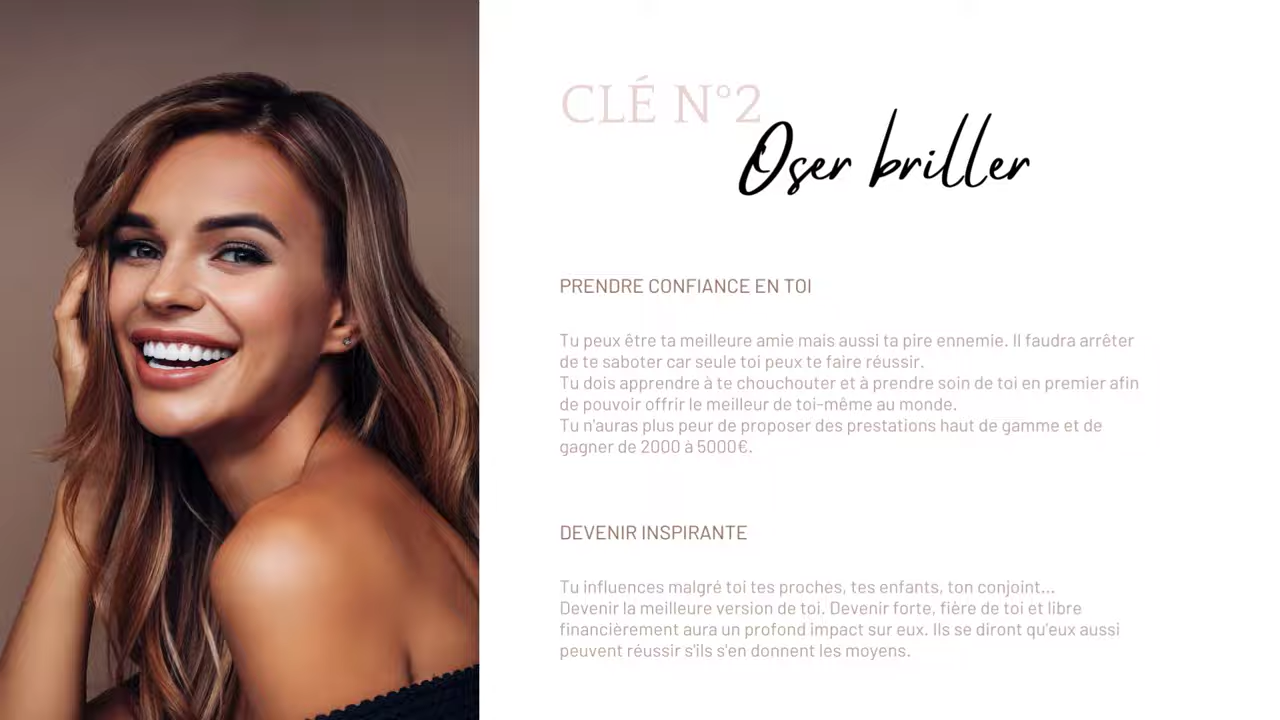 CLÉ N°2
Oser briller
PRENDRE CONFIANCE EN TOI
Tu peux être ta meilleure amie mais aussi ta pire ennemie. Il faudra arrêter
de te saboter car seule toi peux te faire réussir.
Tu dois apprendre à te chouchouter et à prendre soin de toi en premier afin
de pouvoir offrir le meilleur de toi-même au monde.
Tu n'auras plus peur de proposer des prestations haut de gamme et de
gagner de 2000 à 5000€.
DEVENIR INSPIRANTE
Tu influences malgré toi tes proches, tes enfants, ton conjoint...
Devenir la meilleure version de toi. Devenir forte, fière de toi et libre
financièrement aura un profond impact sur eux. Ils se diront qu'eux aussi
peuvent réussir s'ils s'en donnent les moyens.